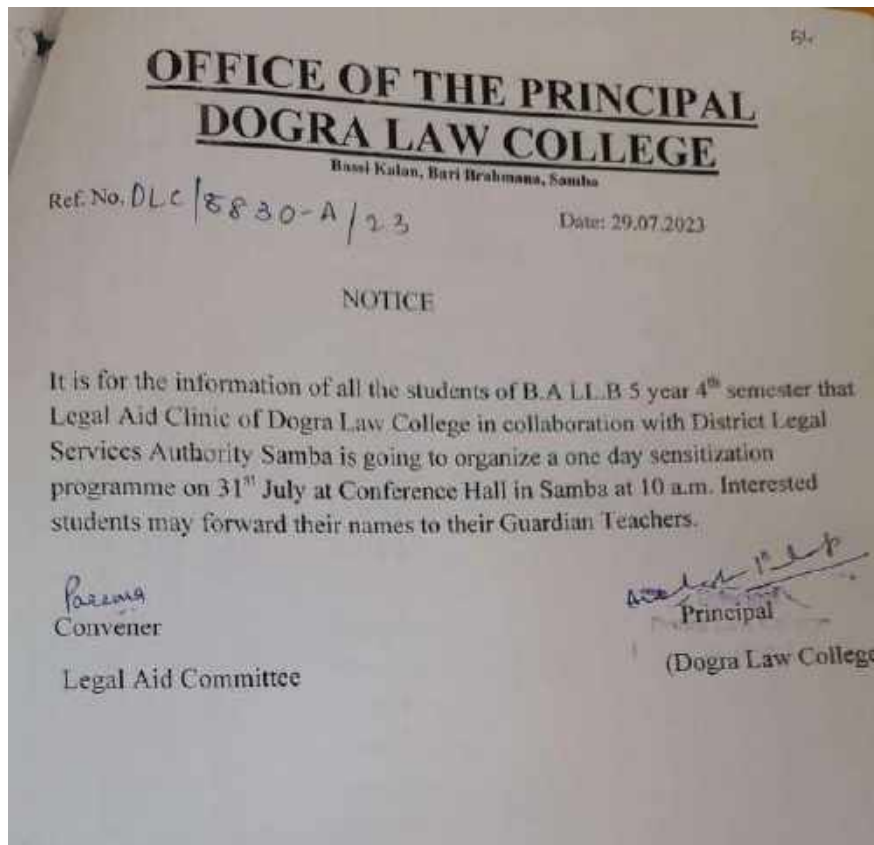 OFFICE OF THE PRINCIPAL
DOGRA LAW COLLEGE
Bassi Kalan, Bari Brahmana, Samba
Ref. No. DLC/8830-A/23 Date: 29.07.2023
NOTICE
It is for the information of all the students of B.A LL.B 5 year 4th semester that
Legal Aid Clinic of Dogra Law College in collaboration with District Legal
Services Authority Samba is going to organize a one day sensitization
programme on 31st July at Conference Hall in Samba at 10 a.m. Interested
students may forward their names to their Guardian Teachers.
Convener
Principal
Legal Aid Committee
(Dogra Law College